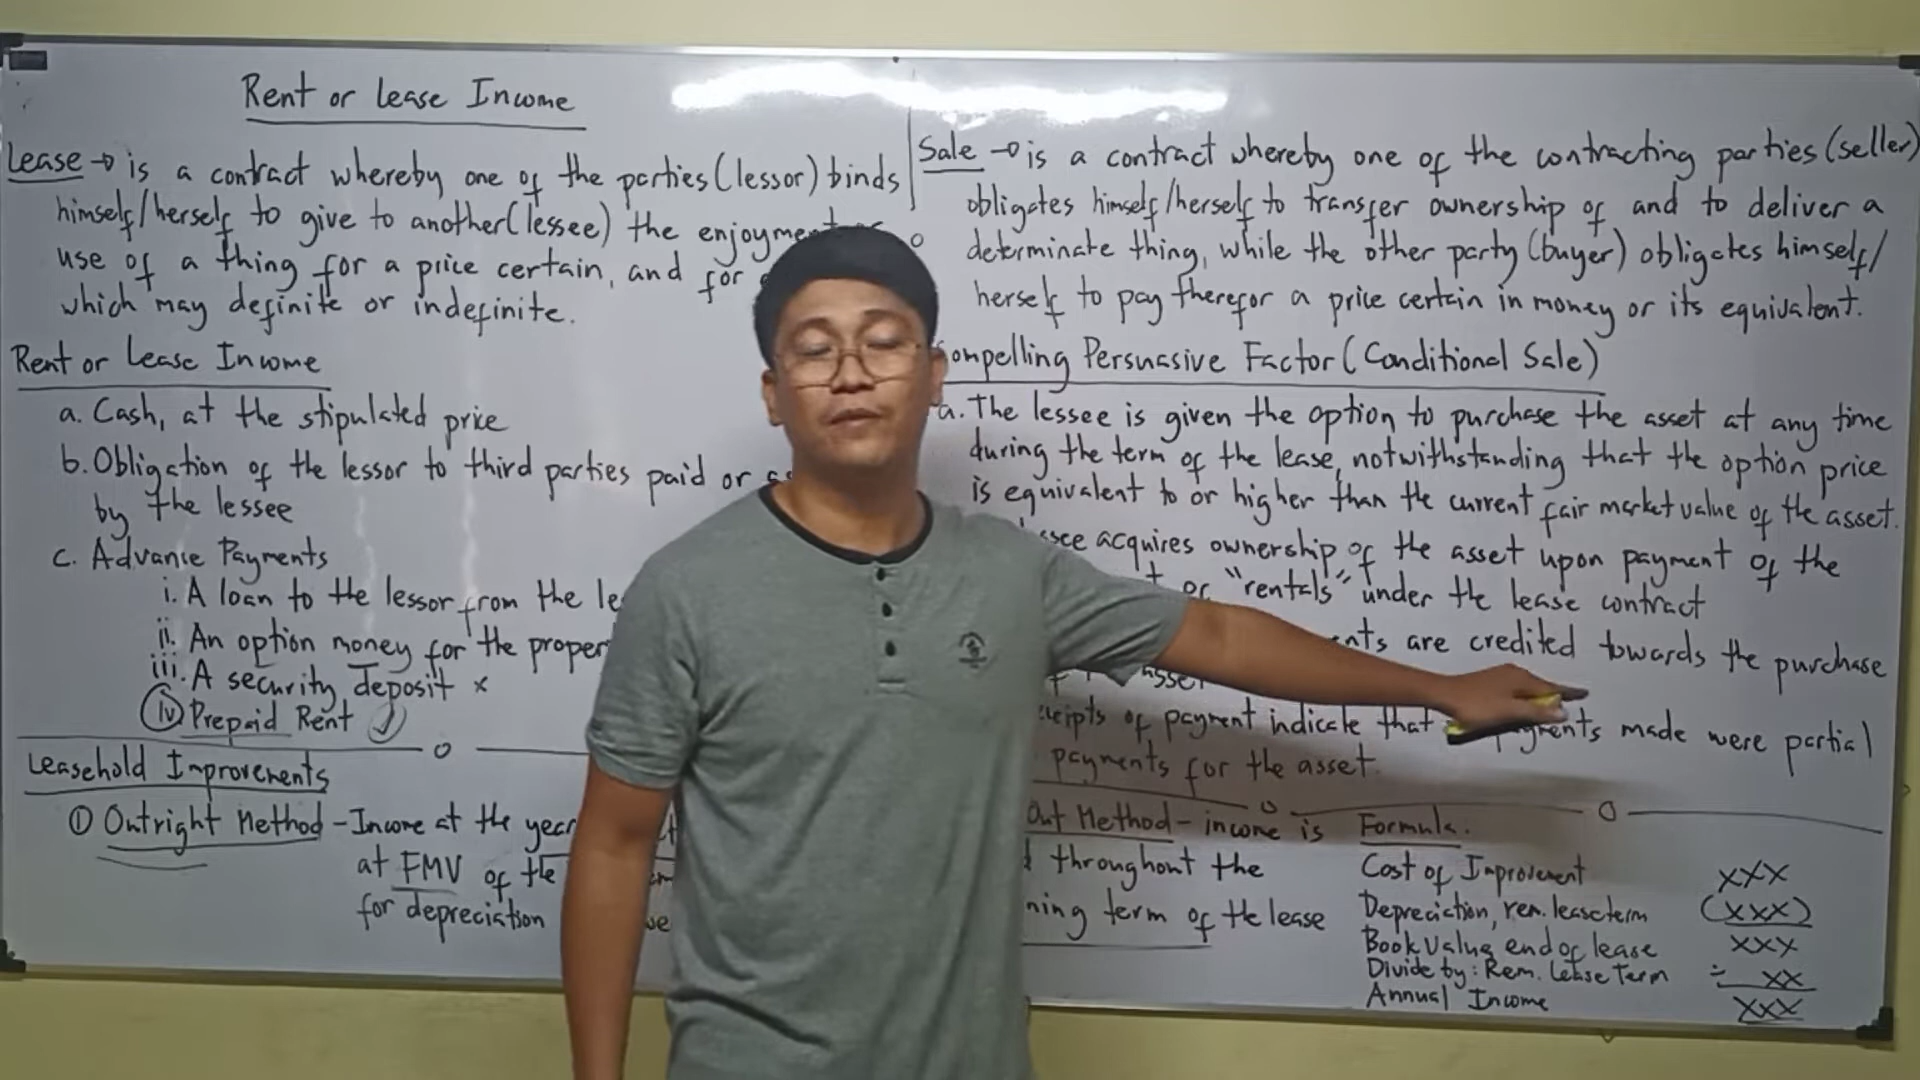 Rent or Lease Income
Lease → is a contract whereby one of the parties (lessor) binds
himself/herself to give to another (lessee) the enjoyment or
use of a thing for a price certain, and for
which may definite or indefinite.
Rent or Lease Income
a. Cash, at the stipulated price
b. Obligation of the lessor to third parties paid or
by the lessee
c. Advance Payments
i. A loan to the lessor from the
ii. An option money for the
iii. A security Deposit x
iv Prepaid Rent ✓
Leasehold Improvements
① Outright Method - Income at the year
at FMV of the
for depreciation
Sale → is a contract whereby one of the contracting parties (seller)
obligates himself/herself to transfer ownership of and to deliver a
determinate thing, while the other party (buyer) obligates himself/
herself to pay therefor a price certain in money or its equivalent.
Compelling Persuasive Factor (Conditional Sale)
a. The lessee is given the option to purchase the asset at any time
during the term of the lease, notwithstanding that the option price
is equivalent to or higher than the current fair market value of the asset.
acquires ownership of the asset upon payment of the
or "rentals" under the lease contract
are credited towards the purchase
asset
of payment indicate that payments made were partial
payments for the asset.
Out Method - income is
throughout the
term of the lease
Formula:
Cost of Improvement xxx
Depreciation, rem. lease term (xxx)
Book Value, end of lease xxx
Divide by: Rem. Lease Term ÷ xx
Annual Income xxx